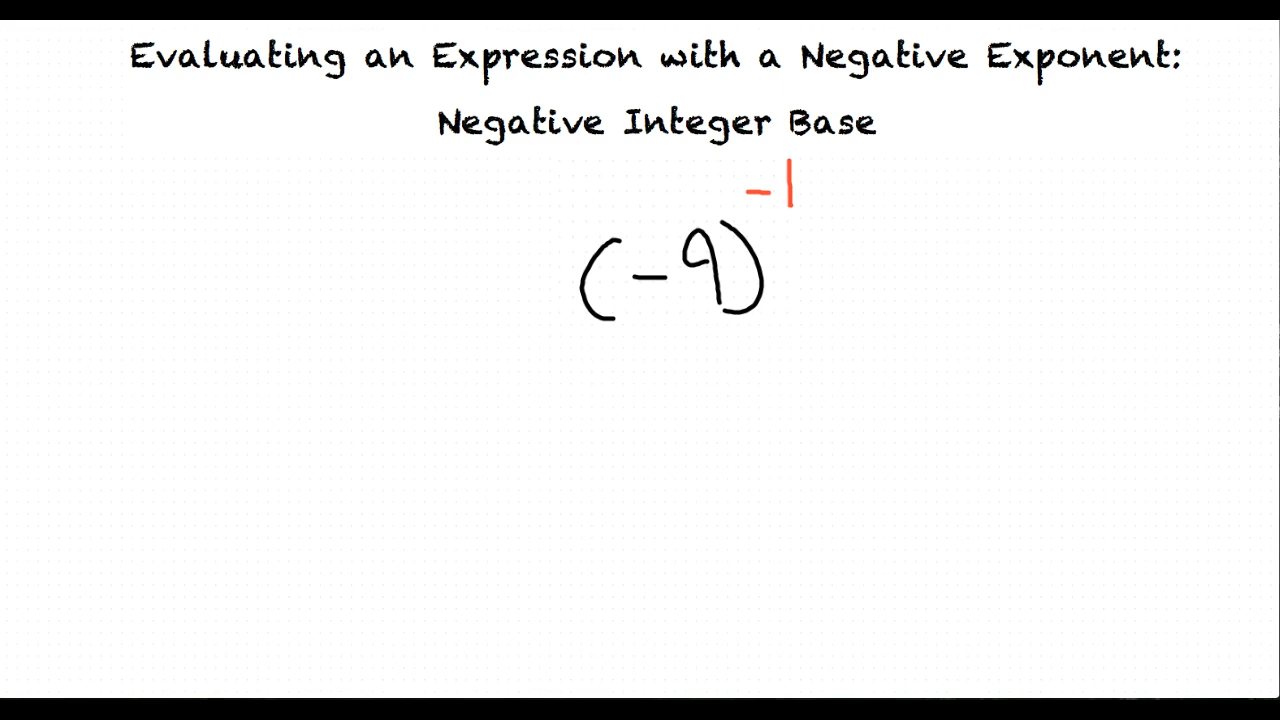 Evaluating an Expression with a Negative Exponent:
Negative Integer Base
(-9)⁻¹